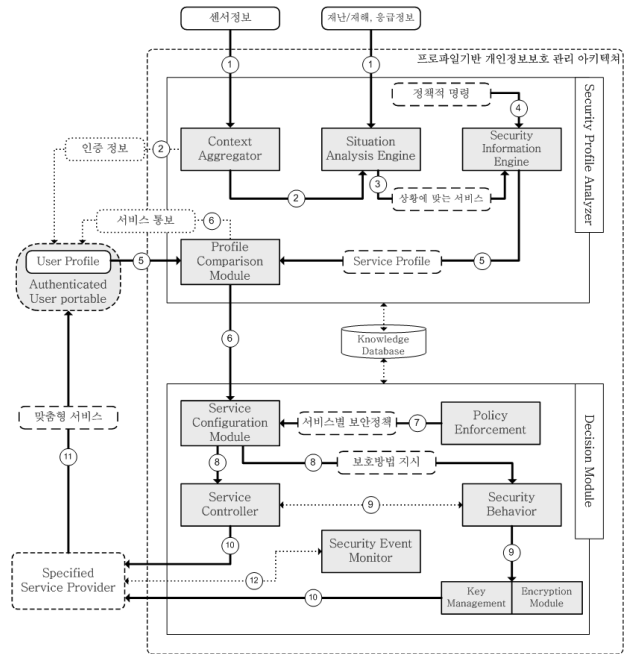 센서정보
재난/재해, 응급정보
프로파일기반 개인정보보호 관리 아키텍처
1
1
정책적 명령
4
Security Profile Analyzer
인증 정보
2
Context
Aggregator
Situation
Analysis Engine
Security
Information
Engine
2
3
상황에 맞는 서비스
서비스 통보
6
User Profile
Authenticated
User portable
5
Profile
Comparison
Module
Service Profile
5
6
Knowledge
Database
맞춤형 서비스
11
Service
Configuration
Module
서비스별 보안정책
7
Policy
Enforcement
Decision Module
8
8
보호방법 지시
Service
Controller
9
Security
Behavior
10
Security Event
Monitor
9
12
Specified
Service Provider
10
Key
Management
Encryption
Module